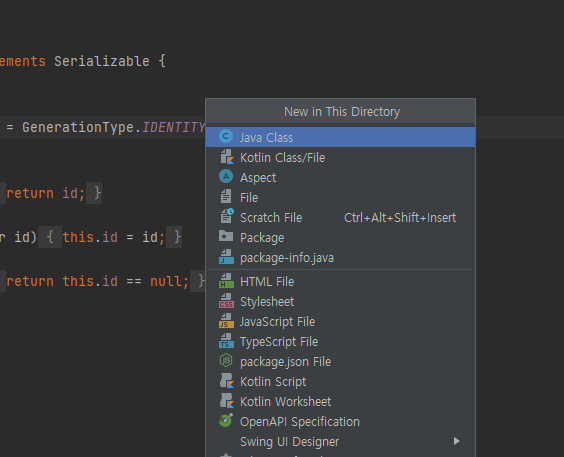 ements Serializable {
New in This Directory
= GenerationType.IDENTITY
Java Class
Kotlin Class/File
Aspect
return id; }
File
Scratch File Ctrl+Alt+Shift+Insert
r id) { this.id = id; }
Package
package-info.java
return this.id == null; }
HTML File
Stylesheet
JavaScript File
TypeScript File
package.json File
Kotlin Script
Kotlin Worksheet
OpenAPI Specification
Swing UI Designer